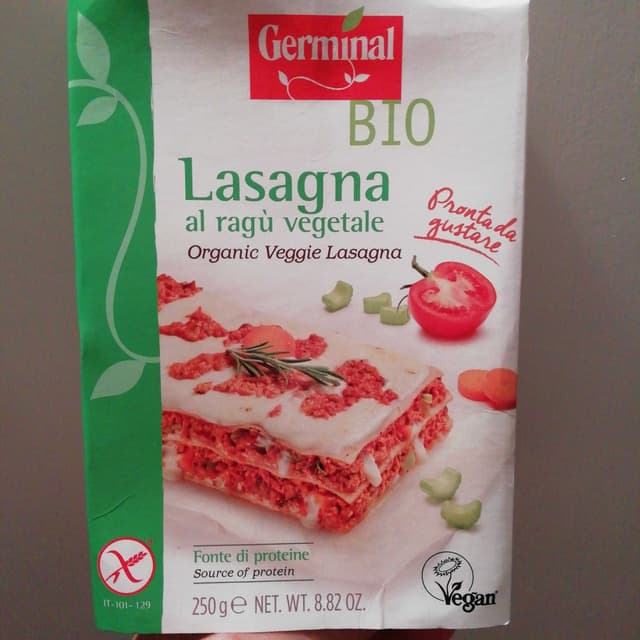 Germinal
BIO
Lasagna
al ragù vegetale
Organic Veggie Lasagna
Pronta da
gustare
Fonte di proteine
Source of protein
IT-101-129
250 g ℮ NET. WT. 8.82 OZ.
Vegan